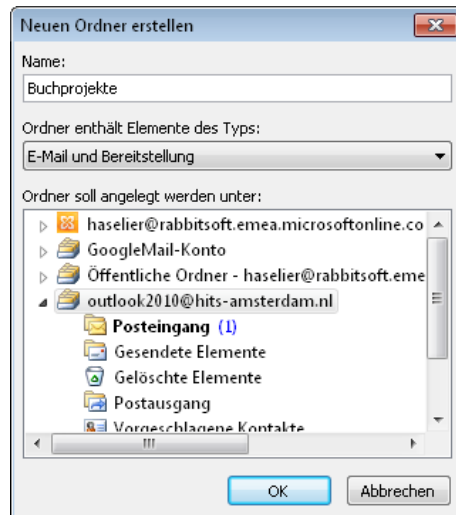 Neuen Ordner erstellen
Name:
Buchprojekte
Ordner enthält Elemente des Typs:
E-Mail und Bereitstellung
Ordner soll angelegt werden unter:
haselier@rabbitsoft.emea.microsoftonline.co
GoogleMail-Konto
Öffentliche Ordner - haselier@rabbitsoft.eme
outlook2010@hits-amsterdam.nl
Posteingang (1)
Gesendete Elemente
Gelöschte Elemente
Postausgang
Vorgeschlagene Kontakte
OK Abbrechen